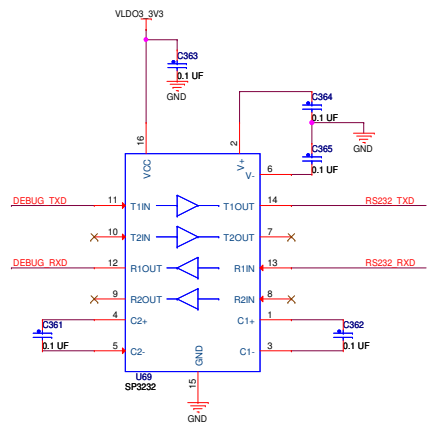 VLDO3_3V3
C363
0.1 UF
GND
C364
0.1 UF
GND
C365
0.1 UF
16
2
6
VCC
V+
V-
DEBUG_TXD
11
T1IN
T1OUT
14
RS232_TXD
10
T2IN
T2OUT
7
DEBUG_RXD
12
R1OUT
R1IN
13
RS232_RXD
9
R2OUT
R2IN
8
C361
0.1 UF
4
C2+
C1+
1
C362
0.1 UF
5
C2-
C1-
3
GND
U69
SP3232
15
GND